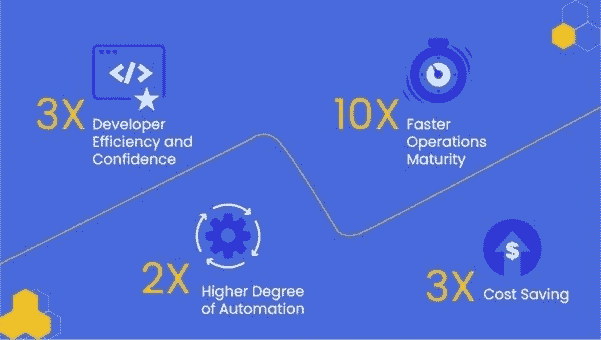 3X
Developer
Efficiency and
Confidence
10X
Faster
Operations
Maturity
2X
Higher Degree
of Automation
3X
Cost Saving
</>
$